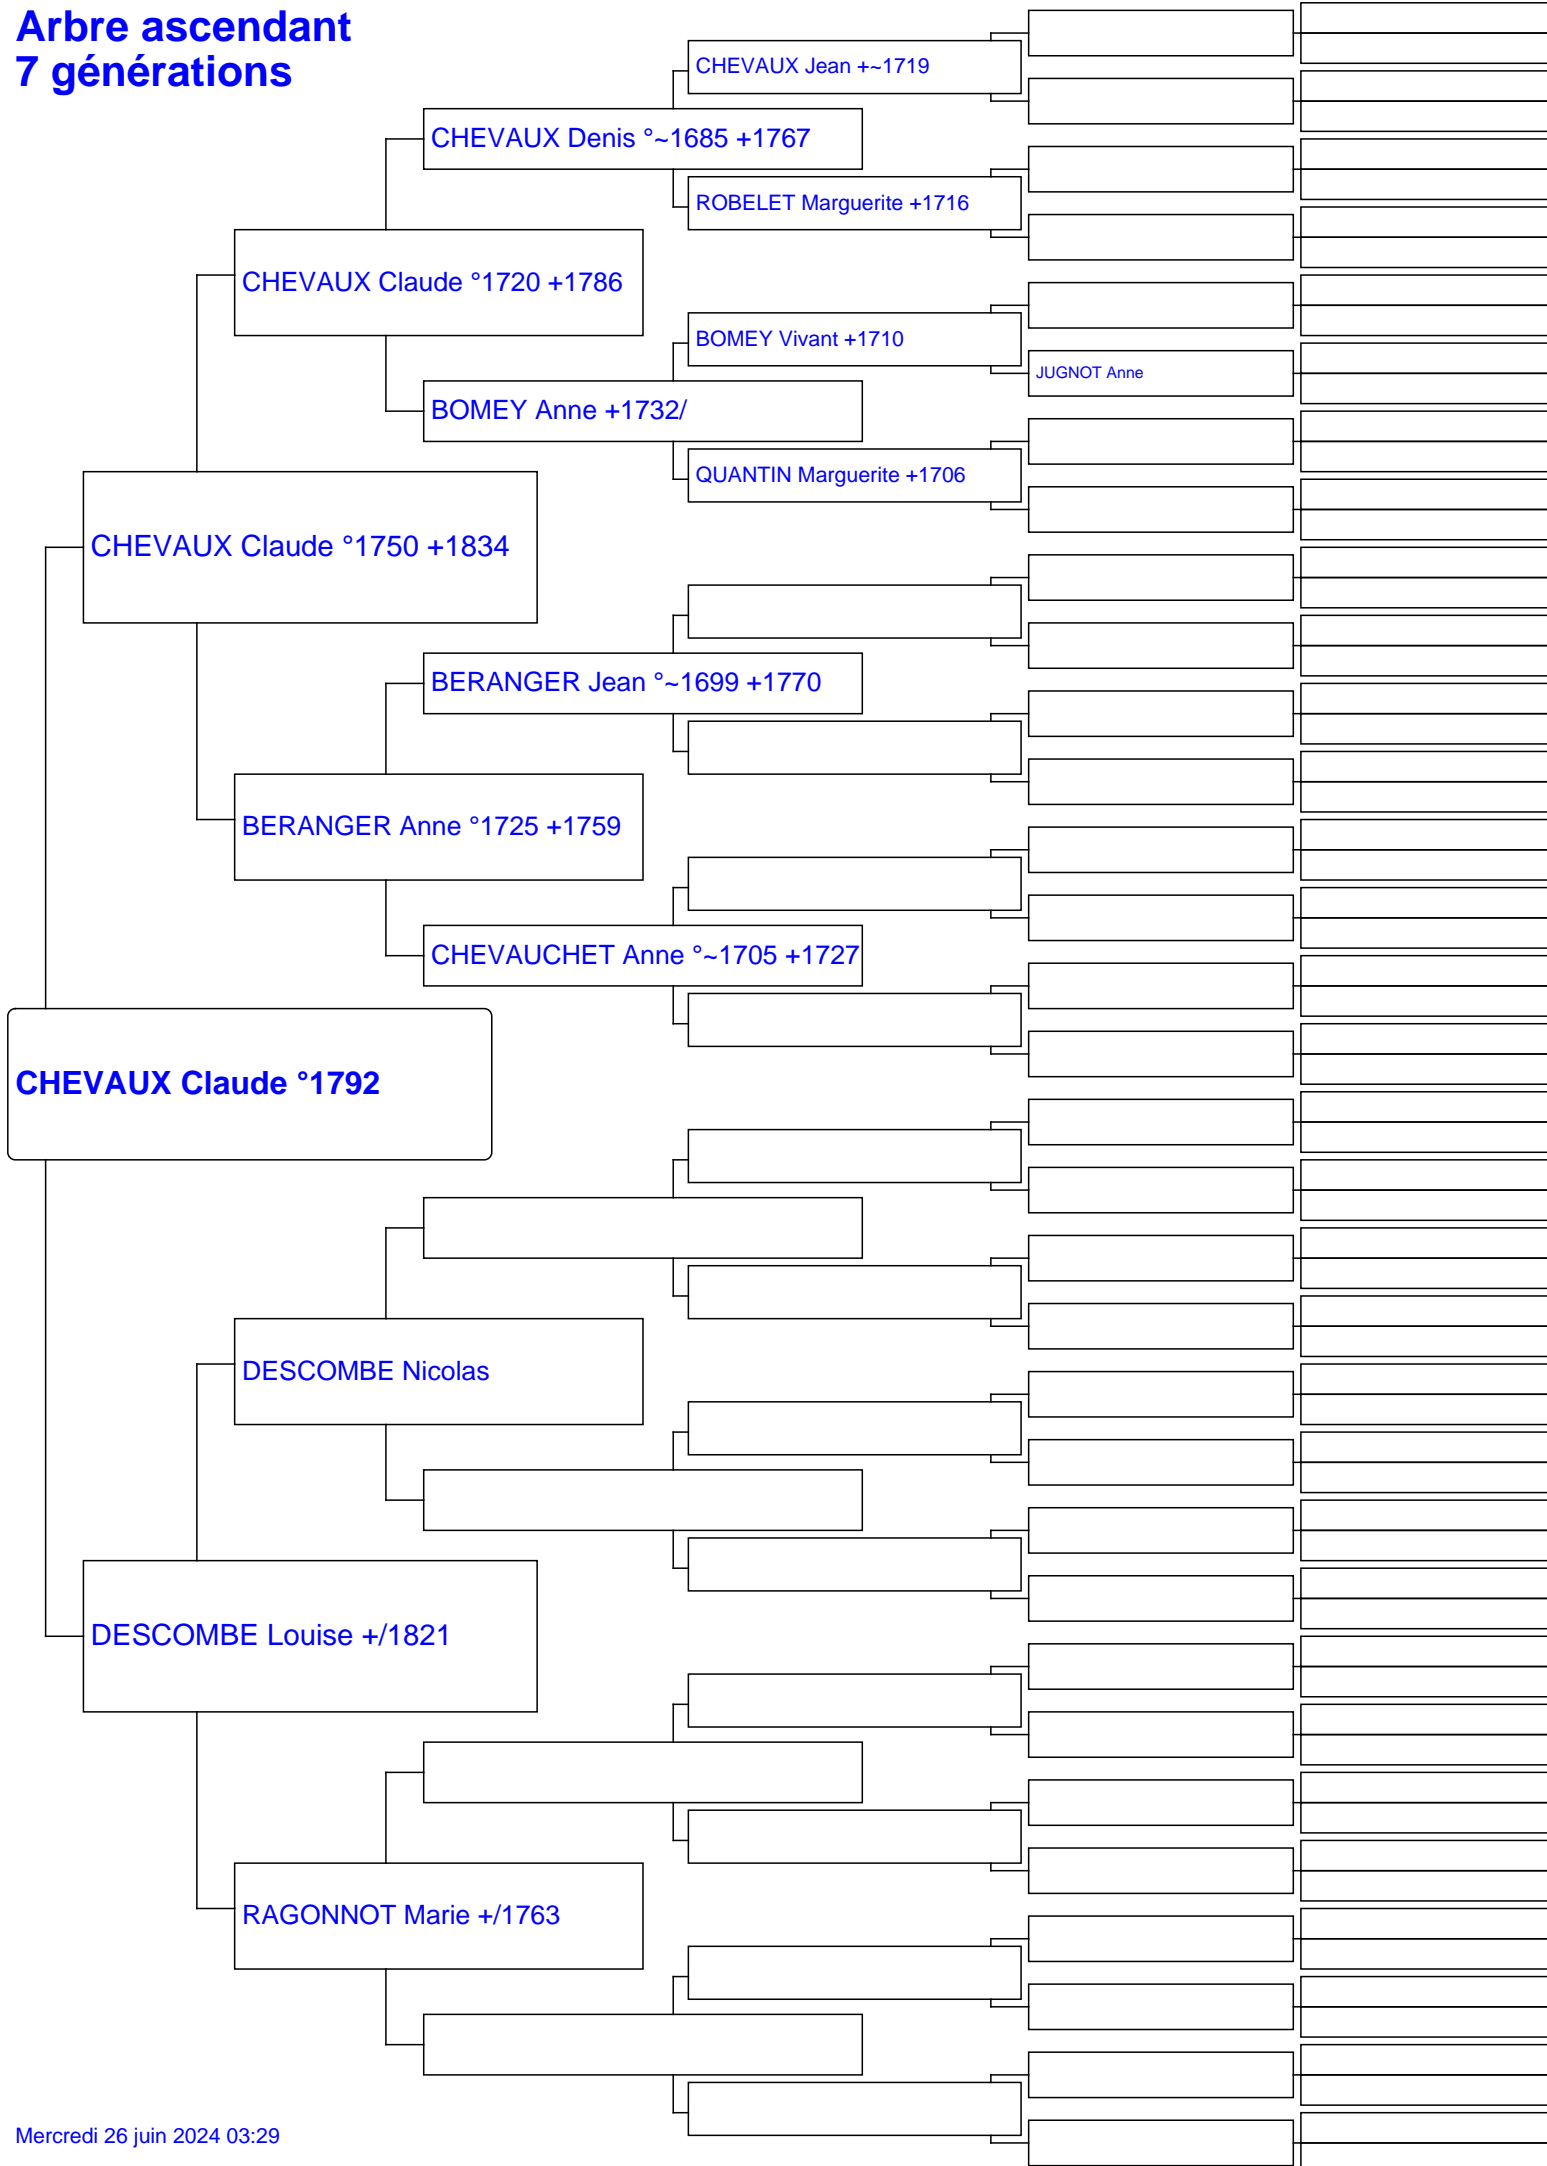 Arbre ascendant
7 générations
CHEVAUX Jean +~1719
CHEVAUX Denis °~1685 +1767
ROBELET Marguerite +1716
CHEVAUX Claude °1720 +1786
BOMEY Vivant +1710
JUGNOT Anne
BOMEY Anne +1732/
QUANTIN Marguerite +1706
CHEVAUX Claude °1750 +1834
BERANGER Jean °~1699 +1770
BERANGER Anne °1725 +1759
CHEVAUCHET Anne °~1705 +1727
CHEVAUX Claude °1792
DESCOMBE Nicolas
DESCOMBE Louise +/1821
RAGONNOT Marie +/1763
Mercredi 26 juin 2024 03:29